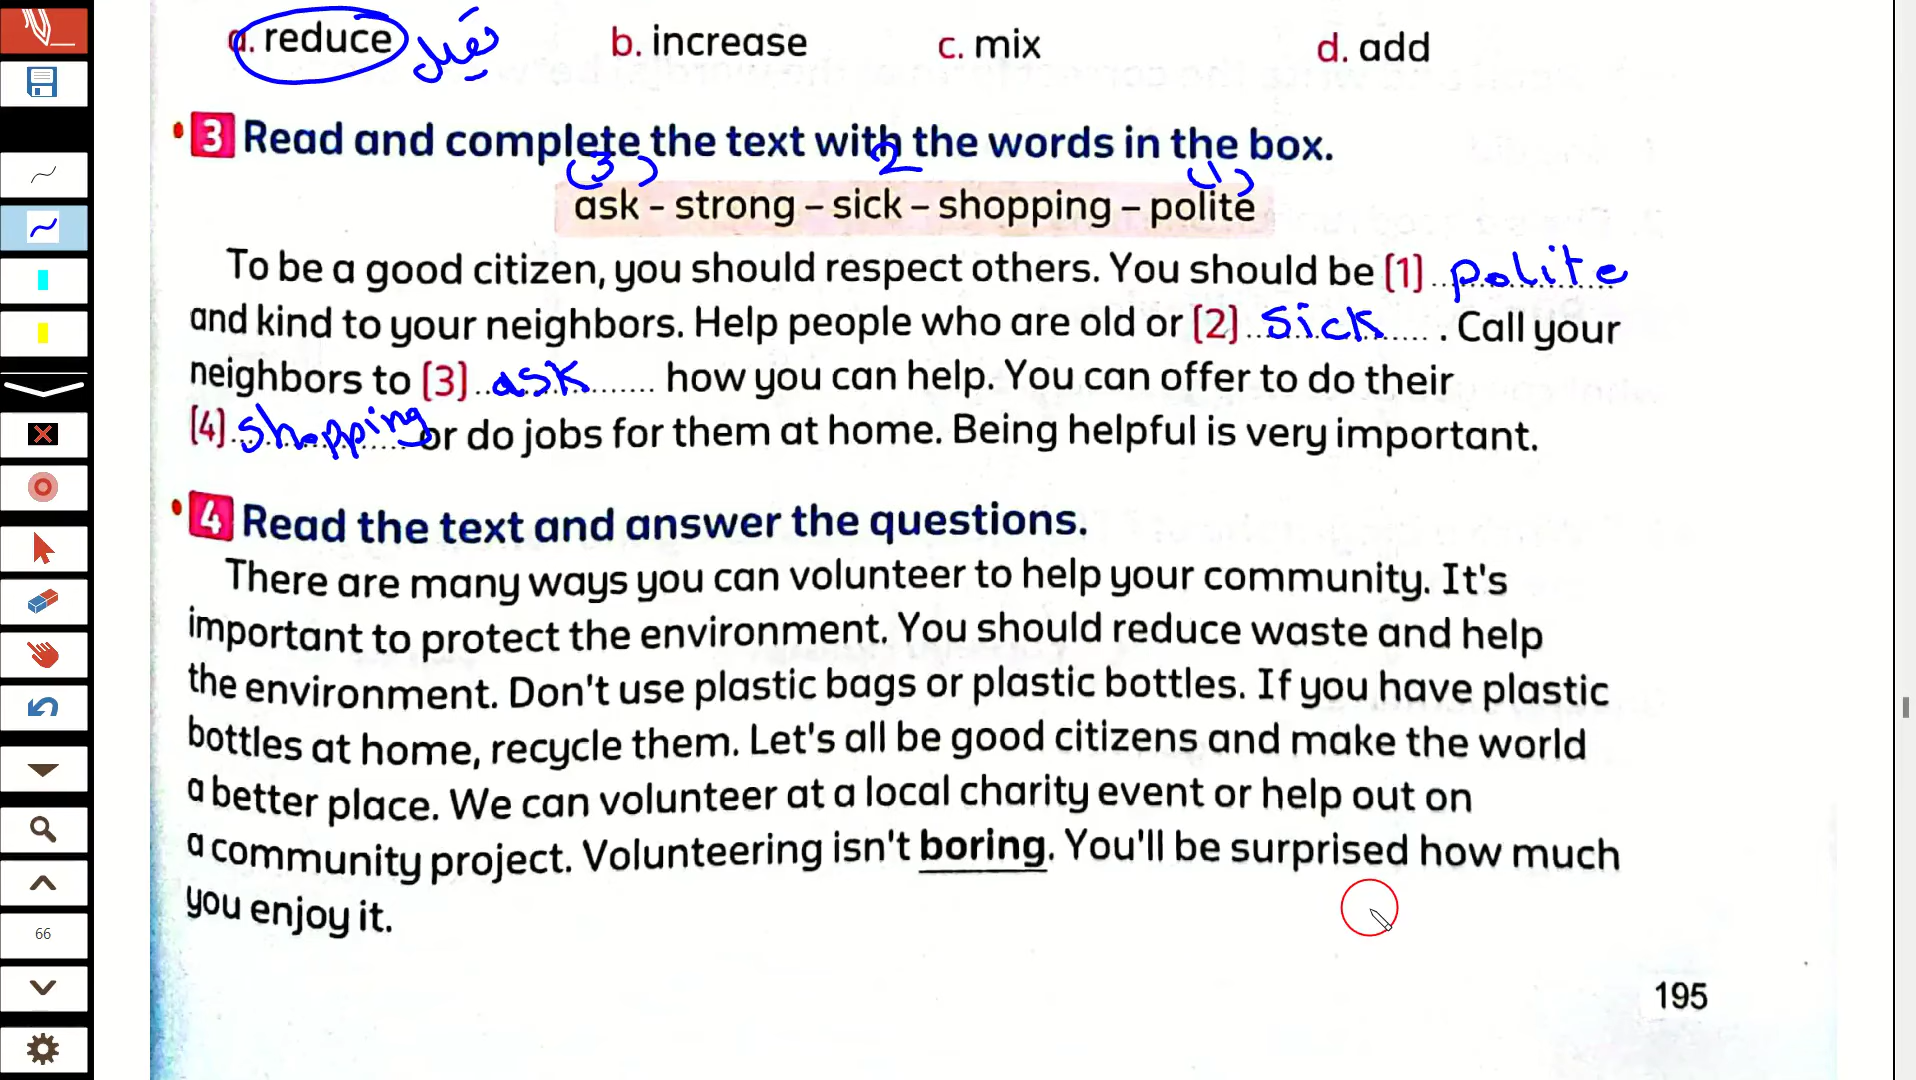 a. reduce تقليل b. increase c. mix d. add
3 Read and complete the text with the words in the box.
(3) 2 (1)
ask – strong – sick – shopping – polite
To be a good citizen, you should respect others. You should be [1] polite
and kind to your neighbors. Help people who are old or [2] sick. Call your
neighbors to [3] ask how you can help. You can offer to do their
[4] shopping or do jobs for them at home. Being helpful is very important.
4 Read the text and answer the questions.
There are many ways you can volunteer to help your community. It's
important to protect the environment. You should reduce waste and help
the environment. Don't use plastic bags or plastic bottles. If you have plastic
bottles at home, recycle them. Let's all be good citizens and make the world
a better place. We can volunteer at a local charity event or help out on
a community project. Volunteering isn't boring. You'll be surprised how much
you enjoy it.
66
195